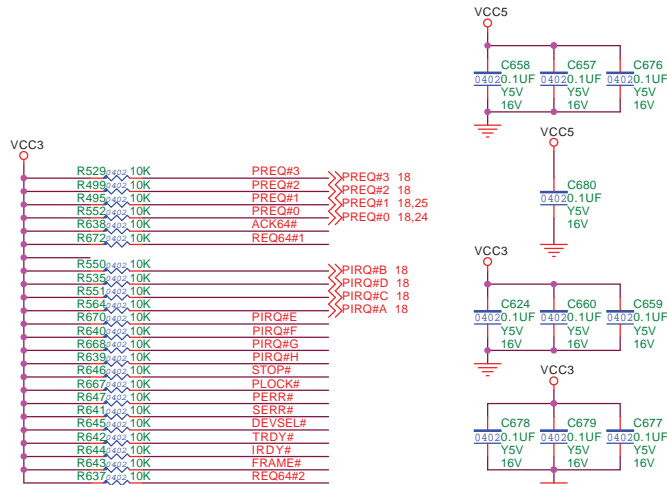 VCC3
R529 0402 10K PREQ#3 PREQ#3 18
R499 0402 10K PREQ#2 PREQ#2 18
R495 0402 10K PREQ#1 PREQ#1 18,25
R552 0402 10K PREQ#0 PREQ#0 18,24
R638 0402 10K ACK64#
R672 0402 10K REQ64#1
R550 0402 10K PIRQ#B 18
R535 0402 10K PIRQ#D 18
R551 0402 10K PIRQ#C 18
R564 0402 10K PIRQ#A 18
R670 0402 10K PIRQ#E
R640 0402 10K PIRQ#F
R668 0402 10K PIRQ#G
R639 0402 10K PIRQ#H
R646 0402 10K STOP#
R667 0402 10K PLOCK#
R647 0402 10K PERR#
R641 0402 10K SERR#
R645 0402 10K DEVSEL#
R642 0402 10K TRDY#
R644 0402 10K IRDY#
R643 0402 10K FRAME#
R637 0402 10K REQ64#2
VCC5
C658 C657 C676
0402 0.1UF 0402 0.1UF 0402 0.1UF
Y5V Y5V Y5V
16V 16V 16V
VCC5
C680
0402 0.1UF
Y5V
16V
VCC3
C624 C660 C659
0402 0.1UF 0402 0.1UF 0402 0.1UF
Y5V Y5V Y5V
16V 16V 16V
VCC3
C678 C679 C677
0402 0.1UF 0402 0.1UF 0402 0.1UF
Y5V Y5V Y5V
16V 16V 16V